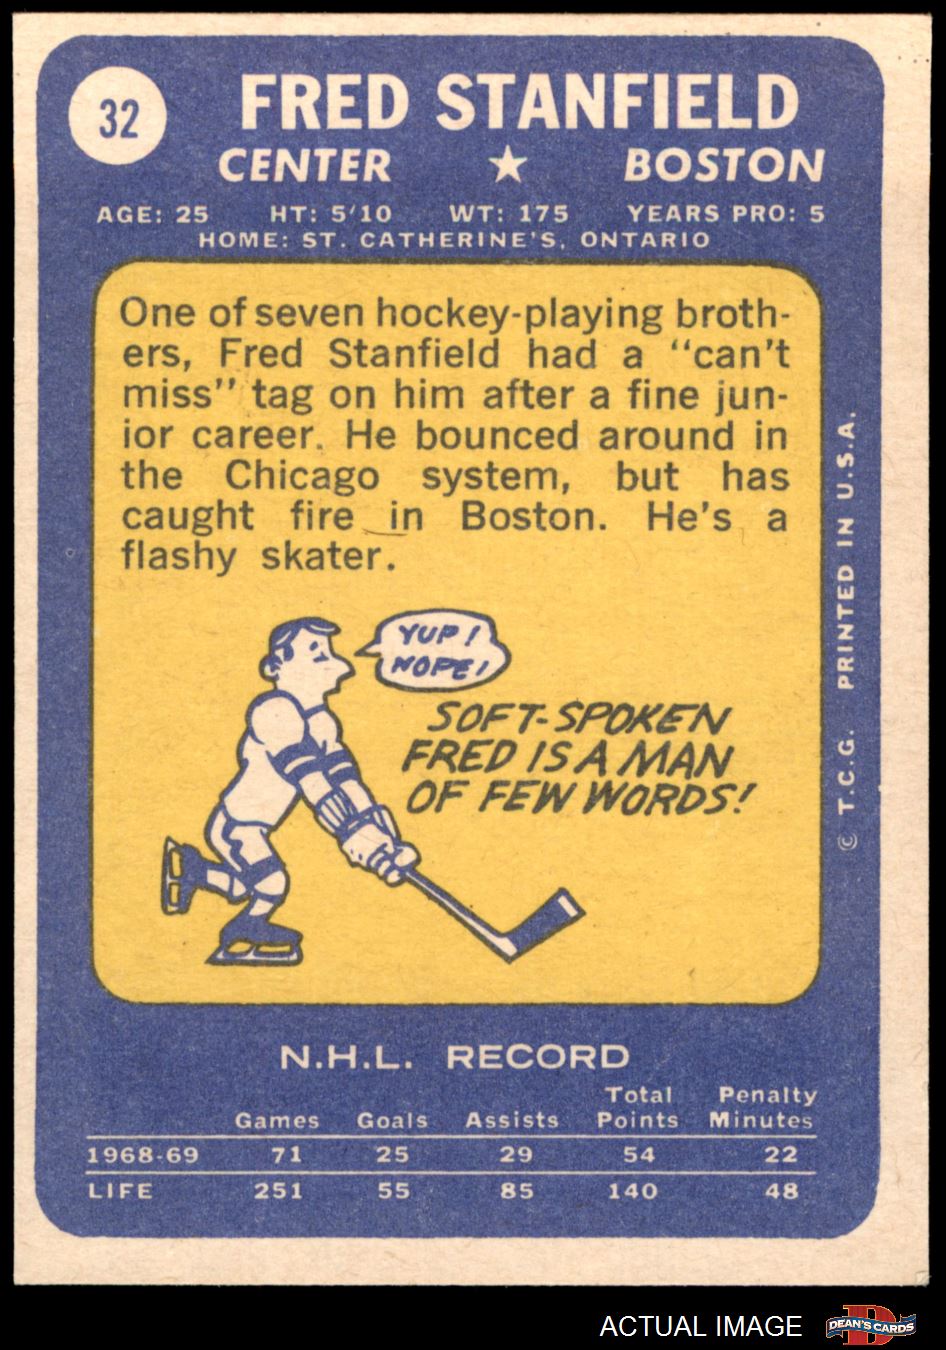 32
FRED STANFIELD
CENTER ★ BOSTON
AGE: 25 HT: 5'10 WT: 175 YEARS PRO: 5
HOME: ST. CATHERINE'S, ONTARIO
One of seven hockey-playing broth-
ers, Fred Stanfield had a "can't
miss" tag on him after a fine jun-
ior career. He bounced around in
the Chicago system, but has
caught fire in Boston. He's a
flashy skater.
YUP!
NOPE!
SOFT-SPOKEN
FRED IS A MAN
OF FEW WORDS!
© T.C.G. PRINTED IN U.S.A.
N.H.L. RECORD
Games Goals Assists Total Points Penalty Minutes
1968-69 71 25 29 54 22
LIFE 251 55 85 140 48
ACTUAL IMAGE
D
DEAN'S CARDS